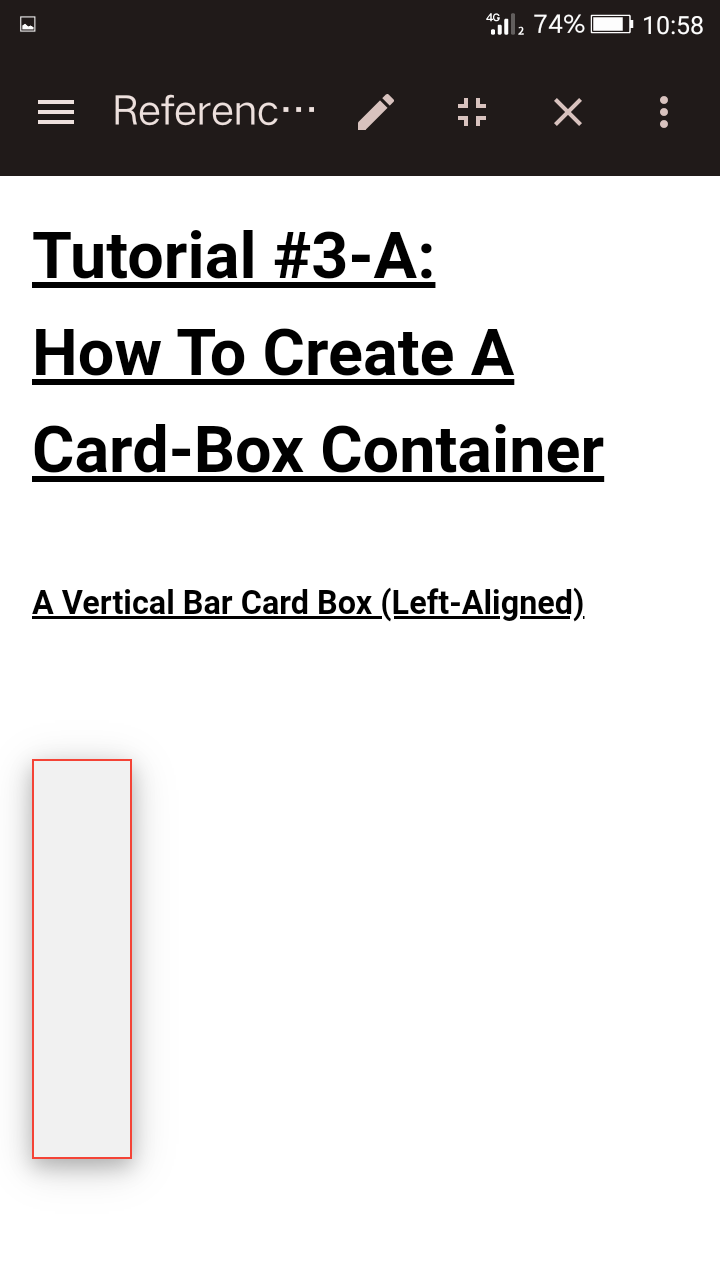 4G 2 74% 10:58
Referenc...
Tutorial #3-A:
How To Create A
Card-Box Container
A Vertical Bar Card Box (Left-Aligned)